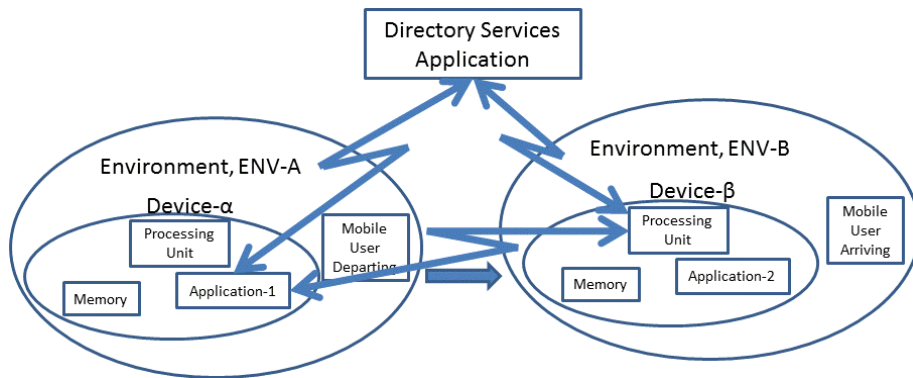 Directory Services
Application
Environment, ENV-A
Device-α
Processing
Unit
Memory
Application-1
Mobile
User
Departing
Environment, ENV-B
Device-β
Processing
Unit
Memory
Application-2
Mobile
User
Arriving